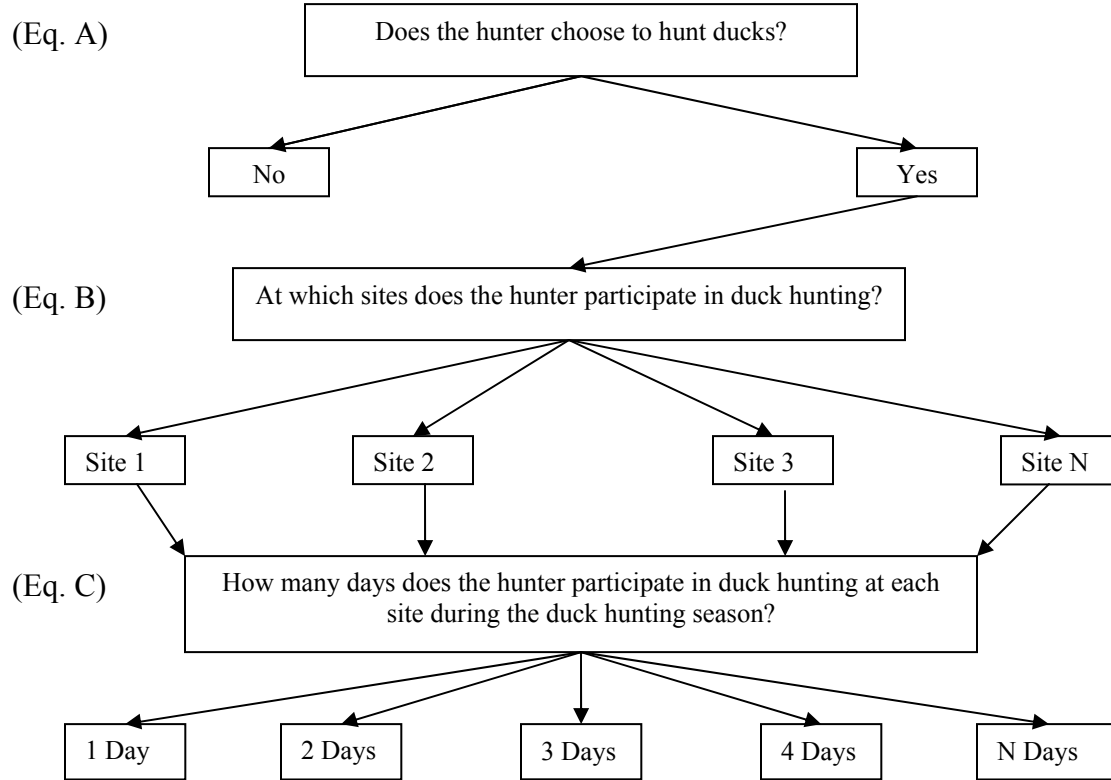 (Eq. A)
Does the hunter choose to hunt ducks?
No
Yes
(Eq. B)
At which sites does the hunter participate in duck hunting?
Site 1
Site 2
Site 3
Site N
(Eq. C)
How many days does the hunter participate in duck hunting at each
site during the duck hunting season?
1 Day
2 Days
3 Days
4 Days
N Days